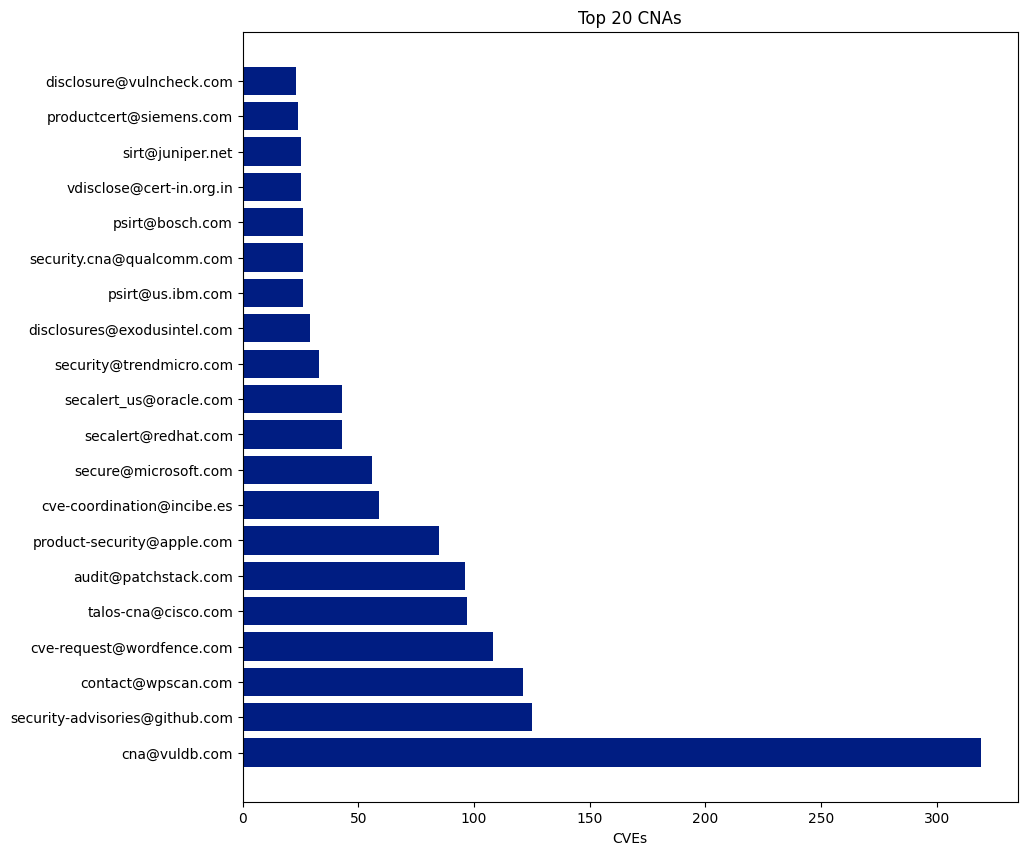 Top 20 CNAs
disclosure@vulncheck.com
productcert@siemens.com
sirt@juniper.net
vdisclose@cert-in.org.in
psirt@bosch.com
security.cna@qualcomm.com
psirt@us.ibm.com
disclosures@exodusintel.com
security@trendmicro.com
secalert_us@oracle.com
secalert@redhat.com
secure@microsoft.com
cve-coordination@incibe.es
product-security@apple.com
audit@patchstack.com
talos-cna@cisco.com
cve-request@wordfence.com
contact@wpscan.com
security-advisories@github.com
cna@vuldb.com
0 50 100 150 200 250 300
CVEs